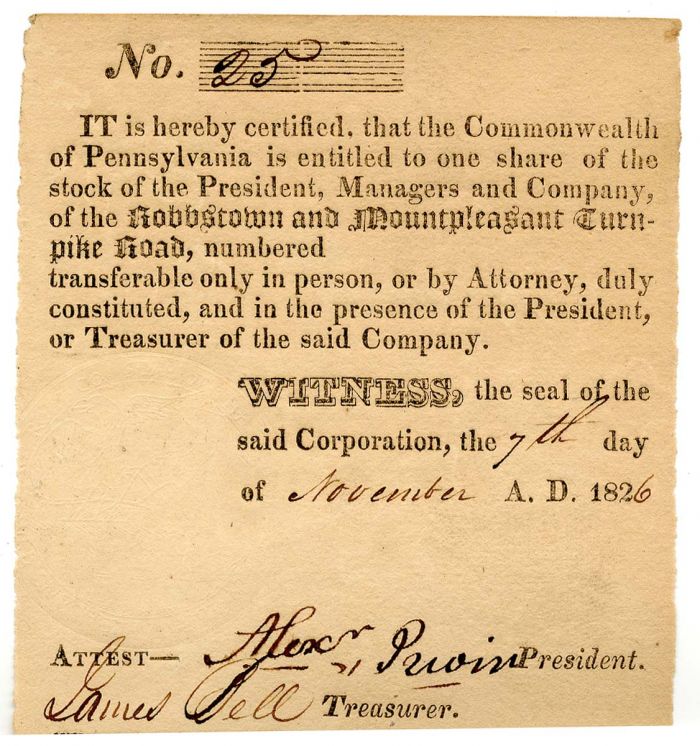 No. 25
IT is hereby certified, that the Commonwealth
of Pennsylvania is entitled to one share of the
stock of the President, Managers and Company,
of the Robbstown and Mountpleasant Turn-
pike Road, numbered
transferable only in person, or by Attorney, duly
constituted, and in the presence of the President,
or Treasurer of the said Company.
WITNESS, the seal of the
said Corporation, the 7th day
of November A. D. 1826
ATTEST— Alexr. President.
James Bell Treasurer.